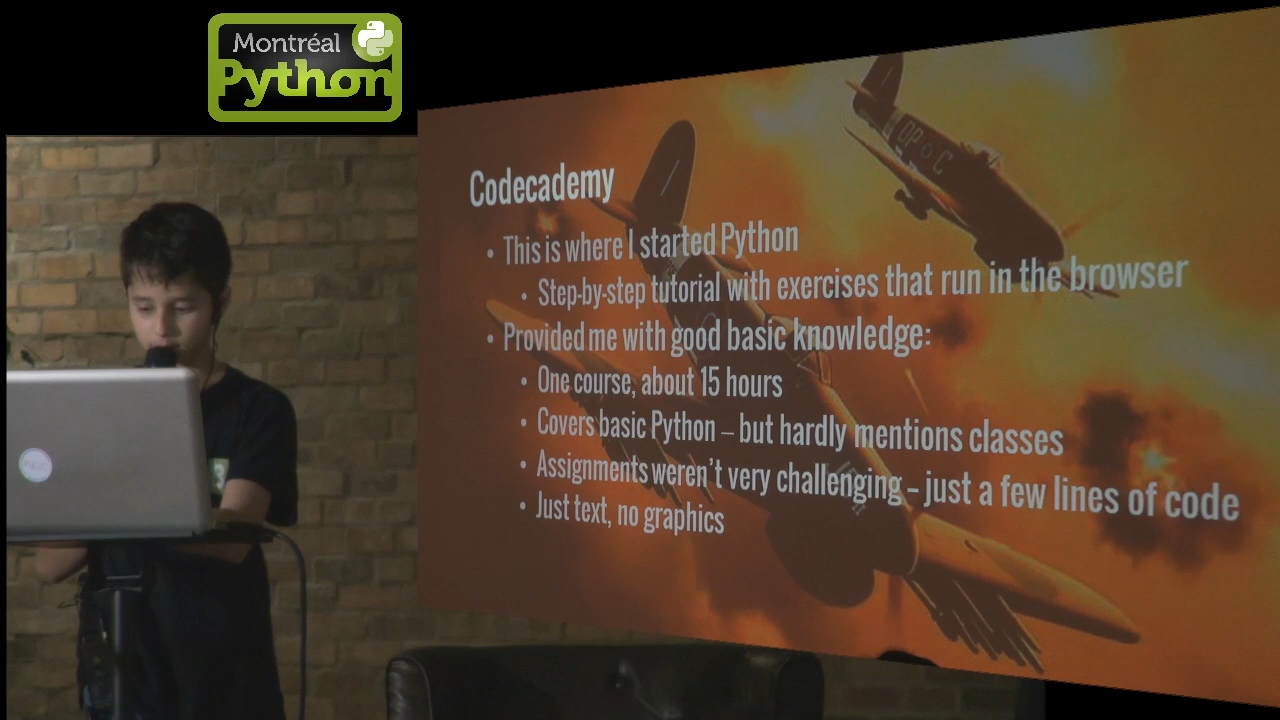 Montréal
Python
Codecademy
• This is where I started Python
• Step-by-step tutorial with exercises that run in the browser
• Provided me with good basic knowledge:
• One course, about 15 hours
• Covers basic Python – but hardly mentions classes
• Assignments weren't very challenging – just a few lines of code
• Just text, no graphics
3